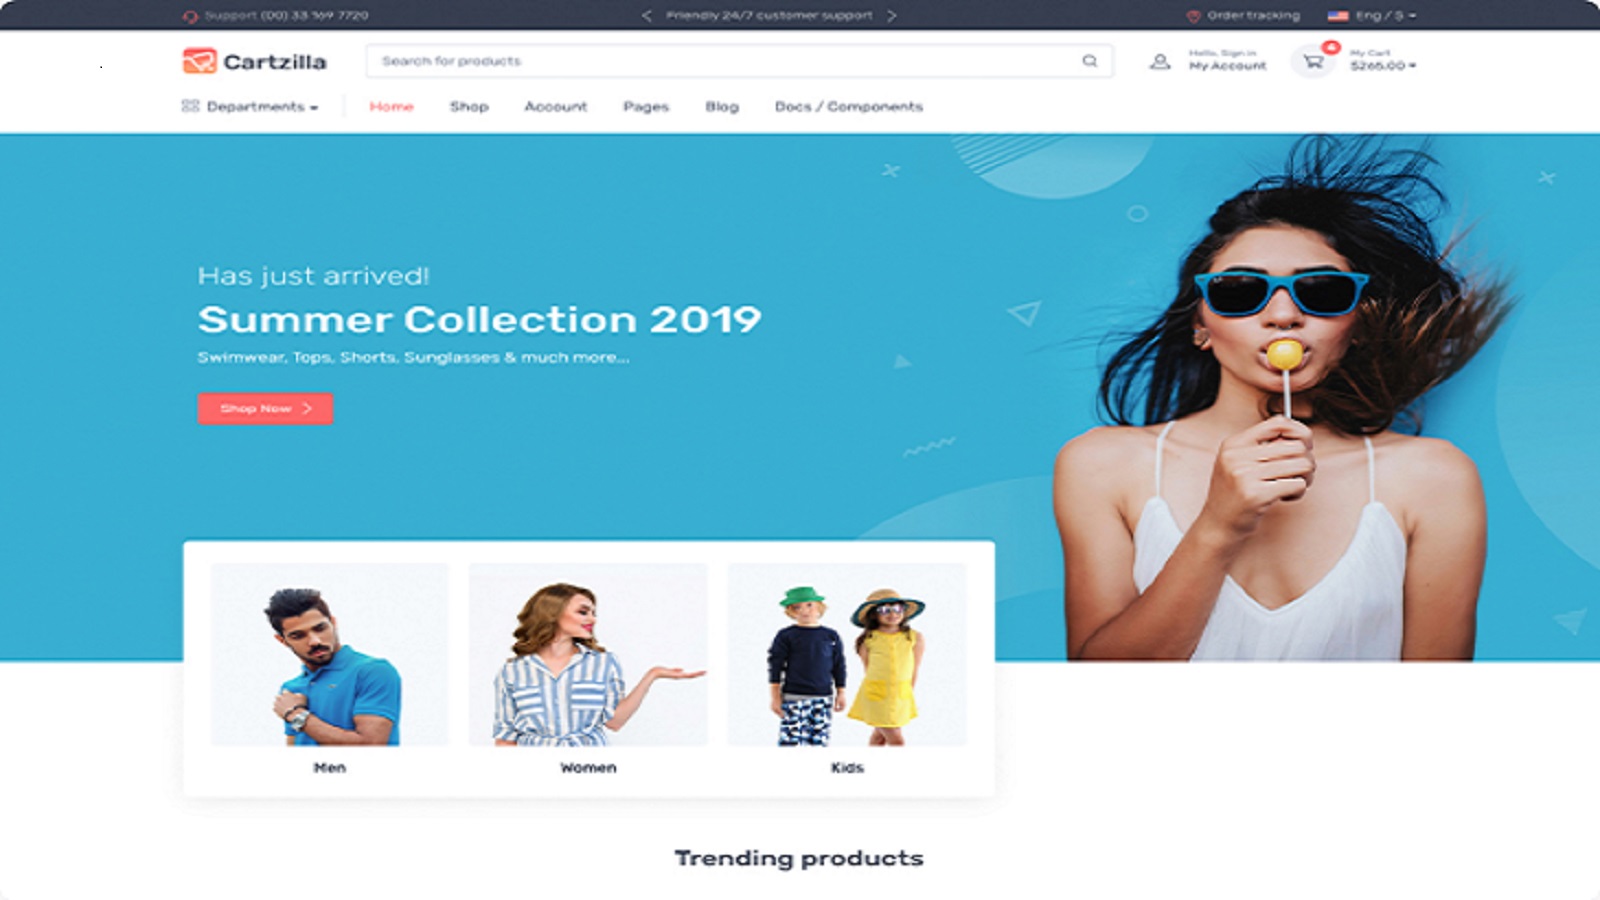 Support (00) 33 169 7720
Friendly 24/7 customer support
Order tracking
Eng / $
Cartzilla
Search for products
Hello, Sign in
My Account
My Cart
$265.00
Departments
Home
Shop
Account
Pages
Blog
Docs / Components
Has just arrived!
Summer Collection 2019
Swimwear, Tops, Shorts, Sunglasses & much more...
Shop Now
Men
Women
Kids
Trending products